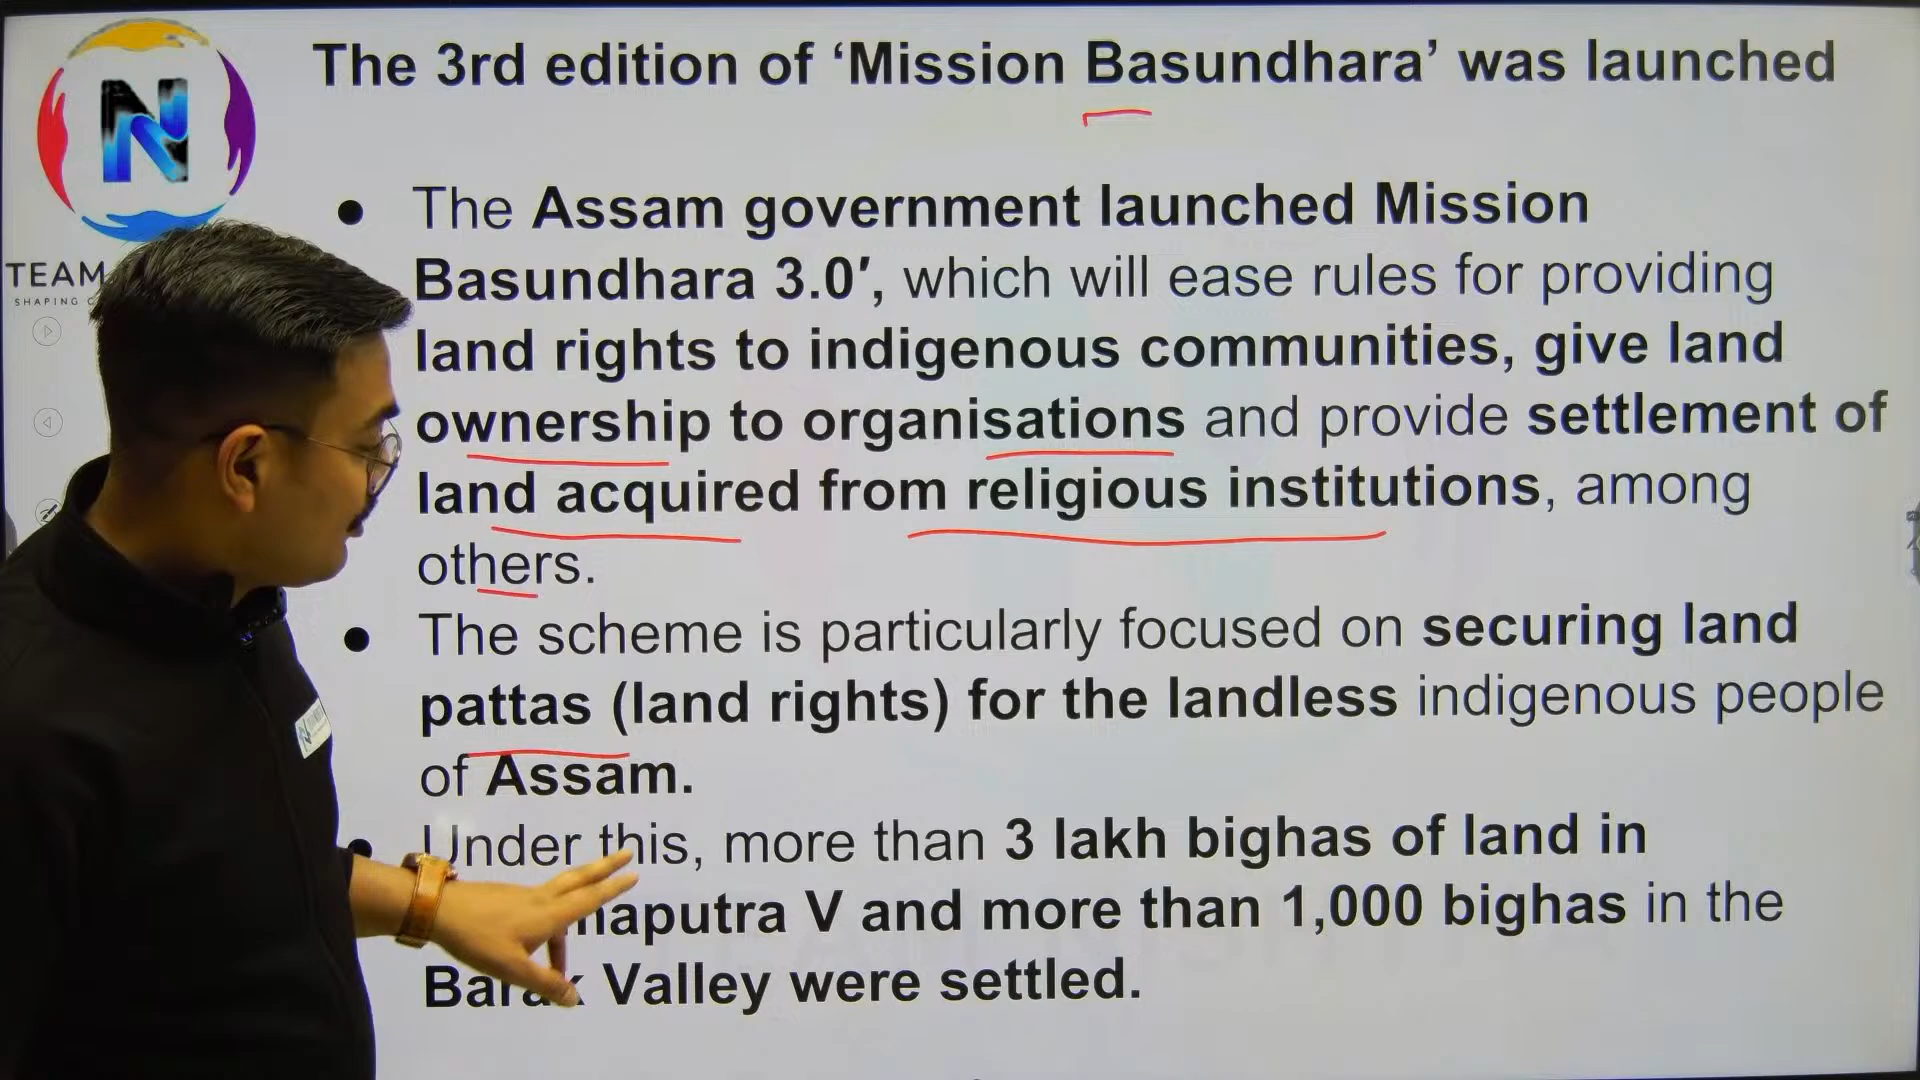 The 3rd edition of ‘Mission Basundhara’ was launched
N
TEAM
SHAPING
● The Assam government launched Mission
Basundhara 3.0′, which will ease rules for providing
land rights to indigenous communities, give land
ownership to organisations and provide settlement of
land acquired from religious institutions, among
others.
● The scheme is particularly focused on securing land
pattas (land rights) for the landless indigenous people
of Assam.
● Under this, more than 3 lakh bighas of land in
aputra V and more than 1,000 bighas in the
Barak Valley were settled.